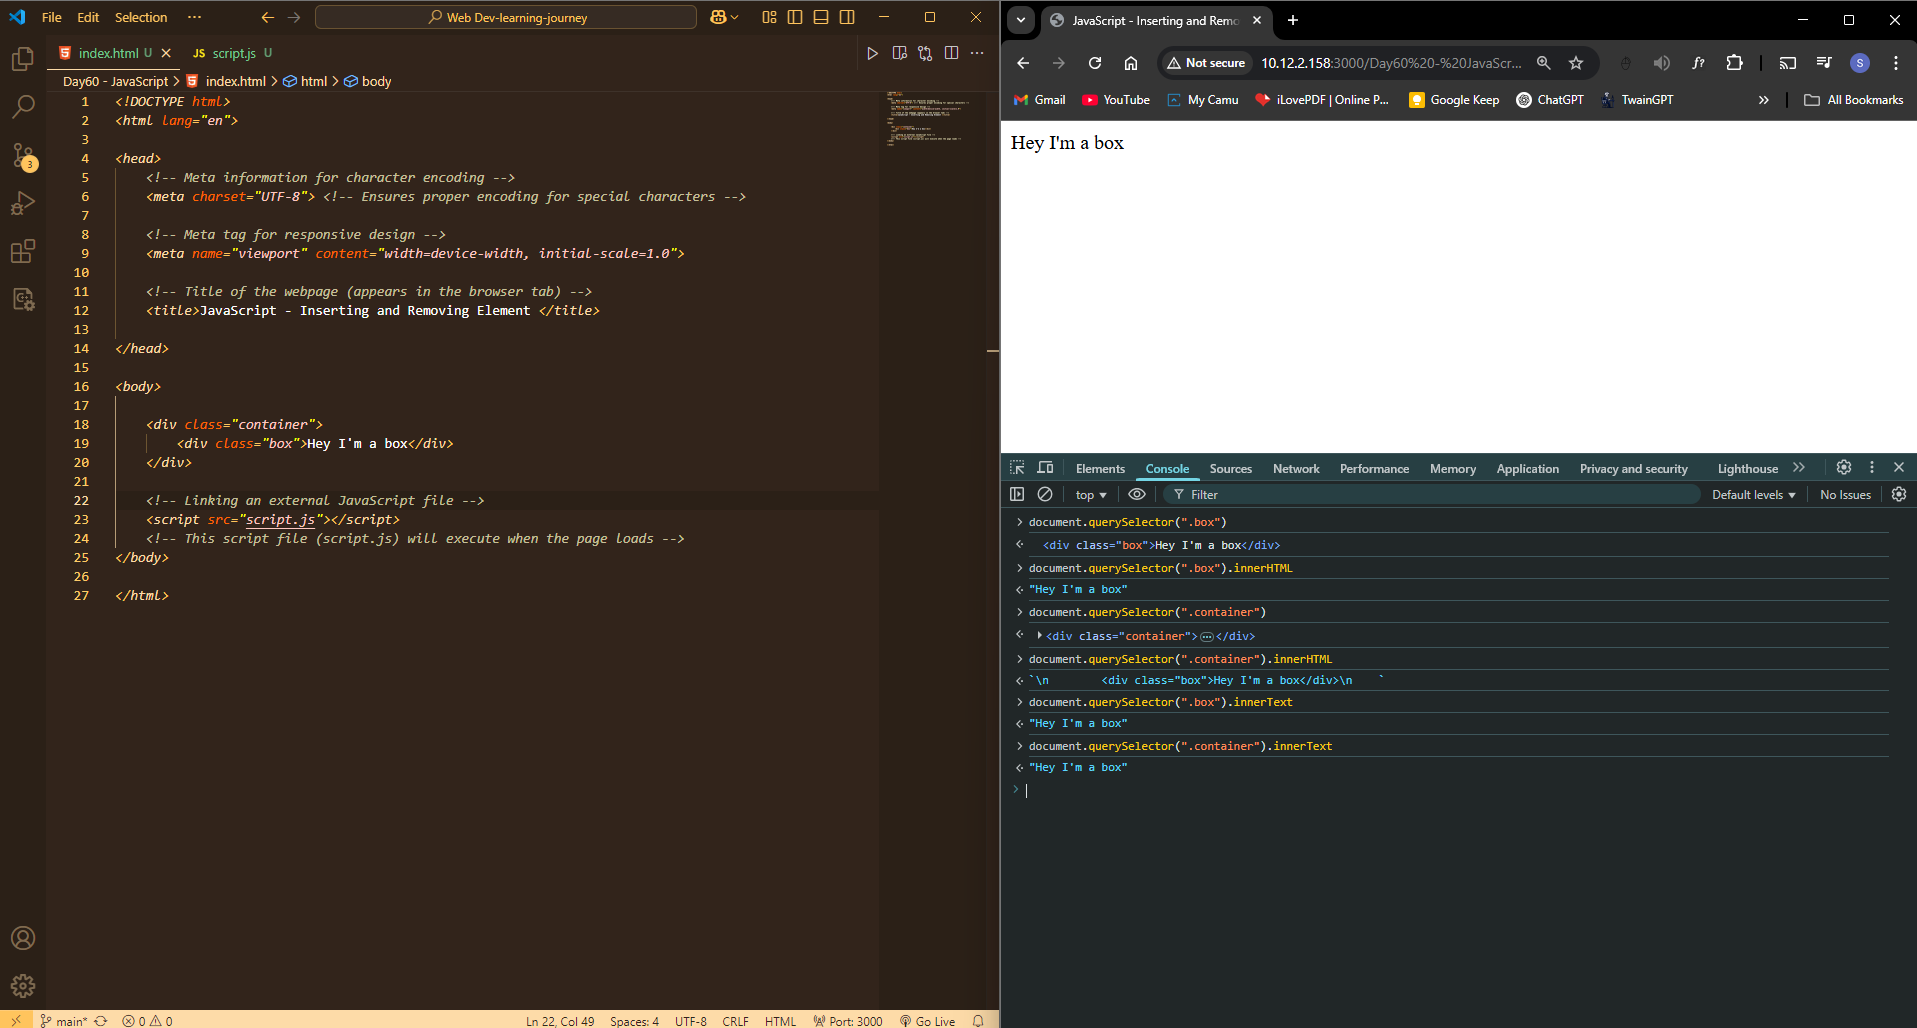 File Edit Selection ··· Web Dev-learning-journey
index.html U script.js U
JS
Day60 - JavaScript > index.html > html > body
1 <!DOCTYPE html>
2 <html lang="en">
3
4 <head>
5 <!-- Meta information for character encoding -->
6 <meta charset="UTF-8"> <!-- Ensures proper encoding for special characters -->
7
8 <!-- Meta tag for responsive design -->
9 <meta name="viewport" content="width=device-width, initial-scale=1.0">
10
11 <!-- Title of the webpage (appears in the browser tab) -->
12 <title>JavaScript - Inserting and Removing Element </title>
13
14 </head>
15
16 <body>
17
18 <div class="container">
19 <div class="box">Hey I'm a box</div>
20 </div>
21
22 <!-- Linking an external JavaScript file -->
23 <script src="script.js"></script>
24 <!-- This script file (script.js) will execute when the page loads -->
25 </body>
26
27 </html>
3
main* 0 0 Ln 22, Col 49 Spaces: 4 UTF-8 CRLF HTML Port: 3000 Go Live
JavaScript - Inserting and Remo
Not secure 10.12.2.158:3000/Day60%20-%20JavaScr... f? S
Gmail YouTube My Camu iLovePDF | Online P... Google Keep ChatGPT TwainGPT » All Bookmarks
Hey I'm a box
Elements Console Sources Network Performance Memory Application Privacy and security Lighthouse »
top Filter Default levels No Issues
> document.querySelector(".box")
<div class="box">Hey I'm a box</div>
> document.querySelector(".box").innerHTML
"Hey I'm a box"
> document.querySelector(".container")
<div class="container">…</div>
> document.querySelector(".container").innerHTML
`\n        <div class="box">Hey I'm a box</div>\n    `
> document.querySelector(".box").innerText
"Hey I'm a box"
> document.querySelector(".container").innerText
"Hey I'm a box"
>